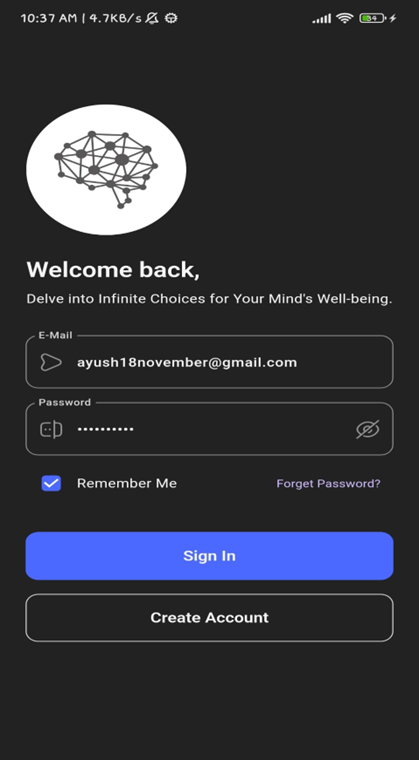 10:37 AM | 4.7KB/s
84
Welcome back,
Delve into Infinite Choices for Your Mind's Well-being.
E-Mail
ayush18november@gmail.com
Password
••••••••••
Remember Me
Forget Password?
Sign In
Create Account